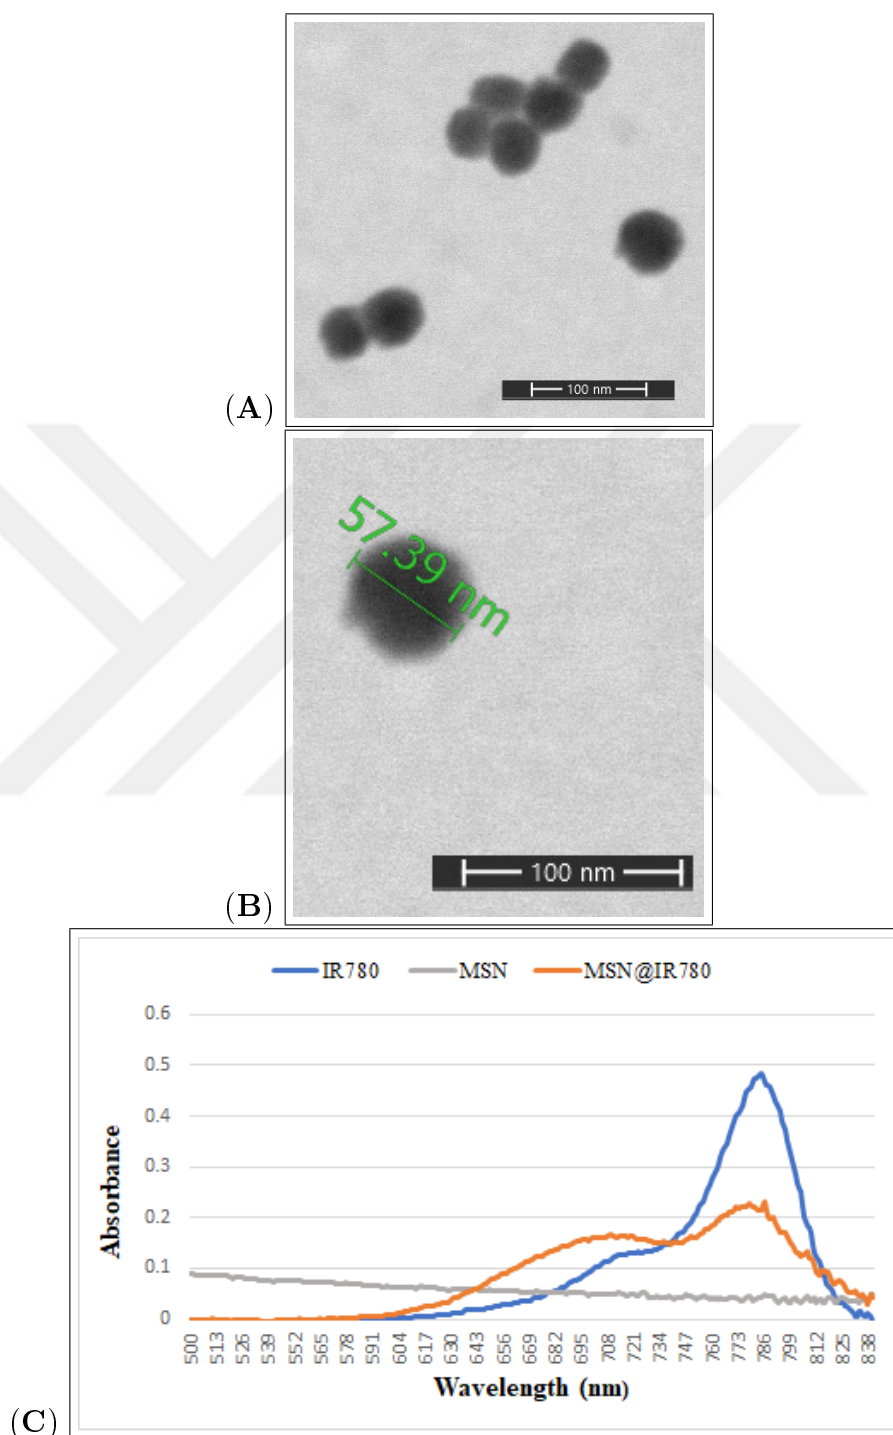 100 nm
(A)
57.39 nm
100 nm
(B)
IR780 MSN MSN@IR780
0.6
0.5
0.4
0.3
0.2
0.1
0
Absorbance
500 513 526 539 552 565 578 591 604 617 630 643 656 669 682 695 708 721 734 747 760 773 786 799 812 825 838
Wavelength (nm)
(C)